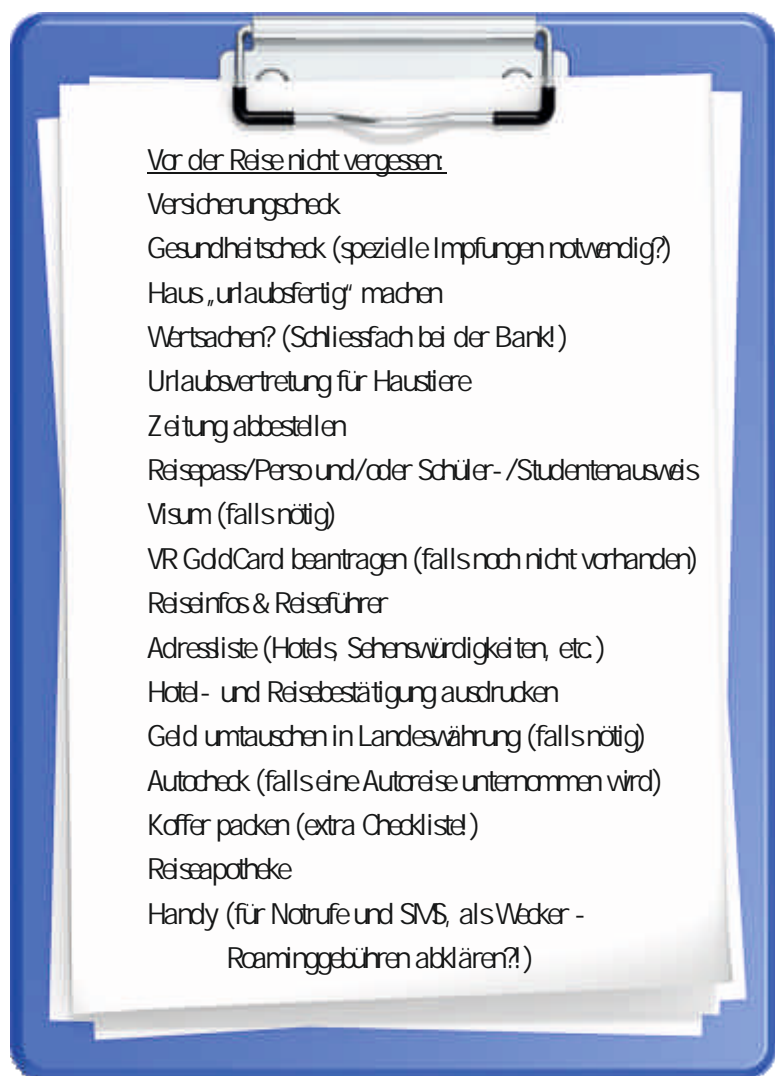 Vor der Reise nicht vergessen:
Versicherungscheck
Gesundheitscheck (spezielle Impfungen notwendig?)
Haus „urlaubsfertig“ machen
Wertsachen? (Schliessfach bei der Bank!)
Urlaubsvertretung für Haustiere
Zeitung abbestellen
Reisepass/Perso und/oder Schüler-/Studentenausweis
Visum (falls nötig)
VR GoldCard beantragen (falls noch nicht vorhanden)
Reiseinfos & Reiseführer
Adressliste (Hotels, Sehenswürdigkeiten, etc.)
Hotel- und Reisebestätigung ausdrucken
Geld umtauschen in Landeswährung (falls nötig)
Autocheck (falls eine Autoreise unternommen wird)
Koffer packen (extra Checkliste!)
Reiseapotheke
Handy (für Notrufe und SMS, als Wecker -
Roaminggebühren abklären?!)